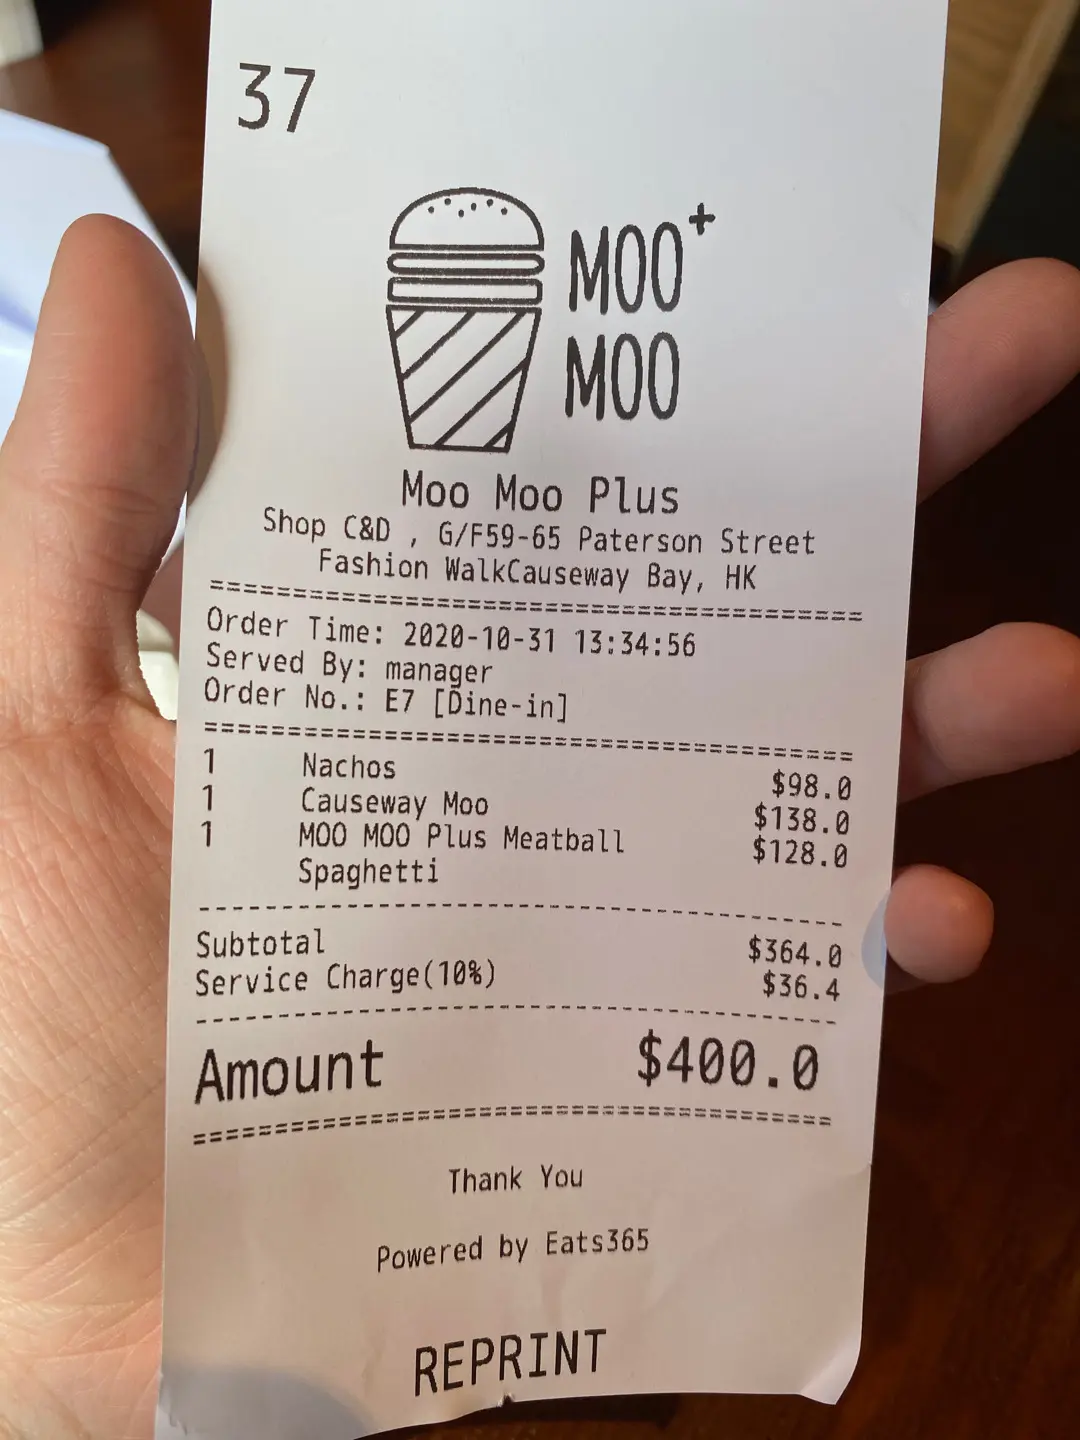 37
MOO+
MOO
Moo Moo Plus
Shop C&D , G/F59-65 Paterson Street
Fashion WalkCauseway Bay, HK
==========================================
Order Time: 2020-10-31 13:34:56
Served By: manager
Order No.: E7 [Dine-in]
==========================================
1 Nachos $98.0
1 Causeway Moo $138.0
1 MOO MOO Plus Meatball $128.0
Spaghetti
------------------------------------------
Subtotal $364.0
Service Charge(10%) $36.4
------------------------------------------
Amount $400.0
==========================================
Thank You
Powered by Eats365
REPRINT